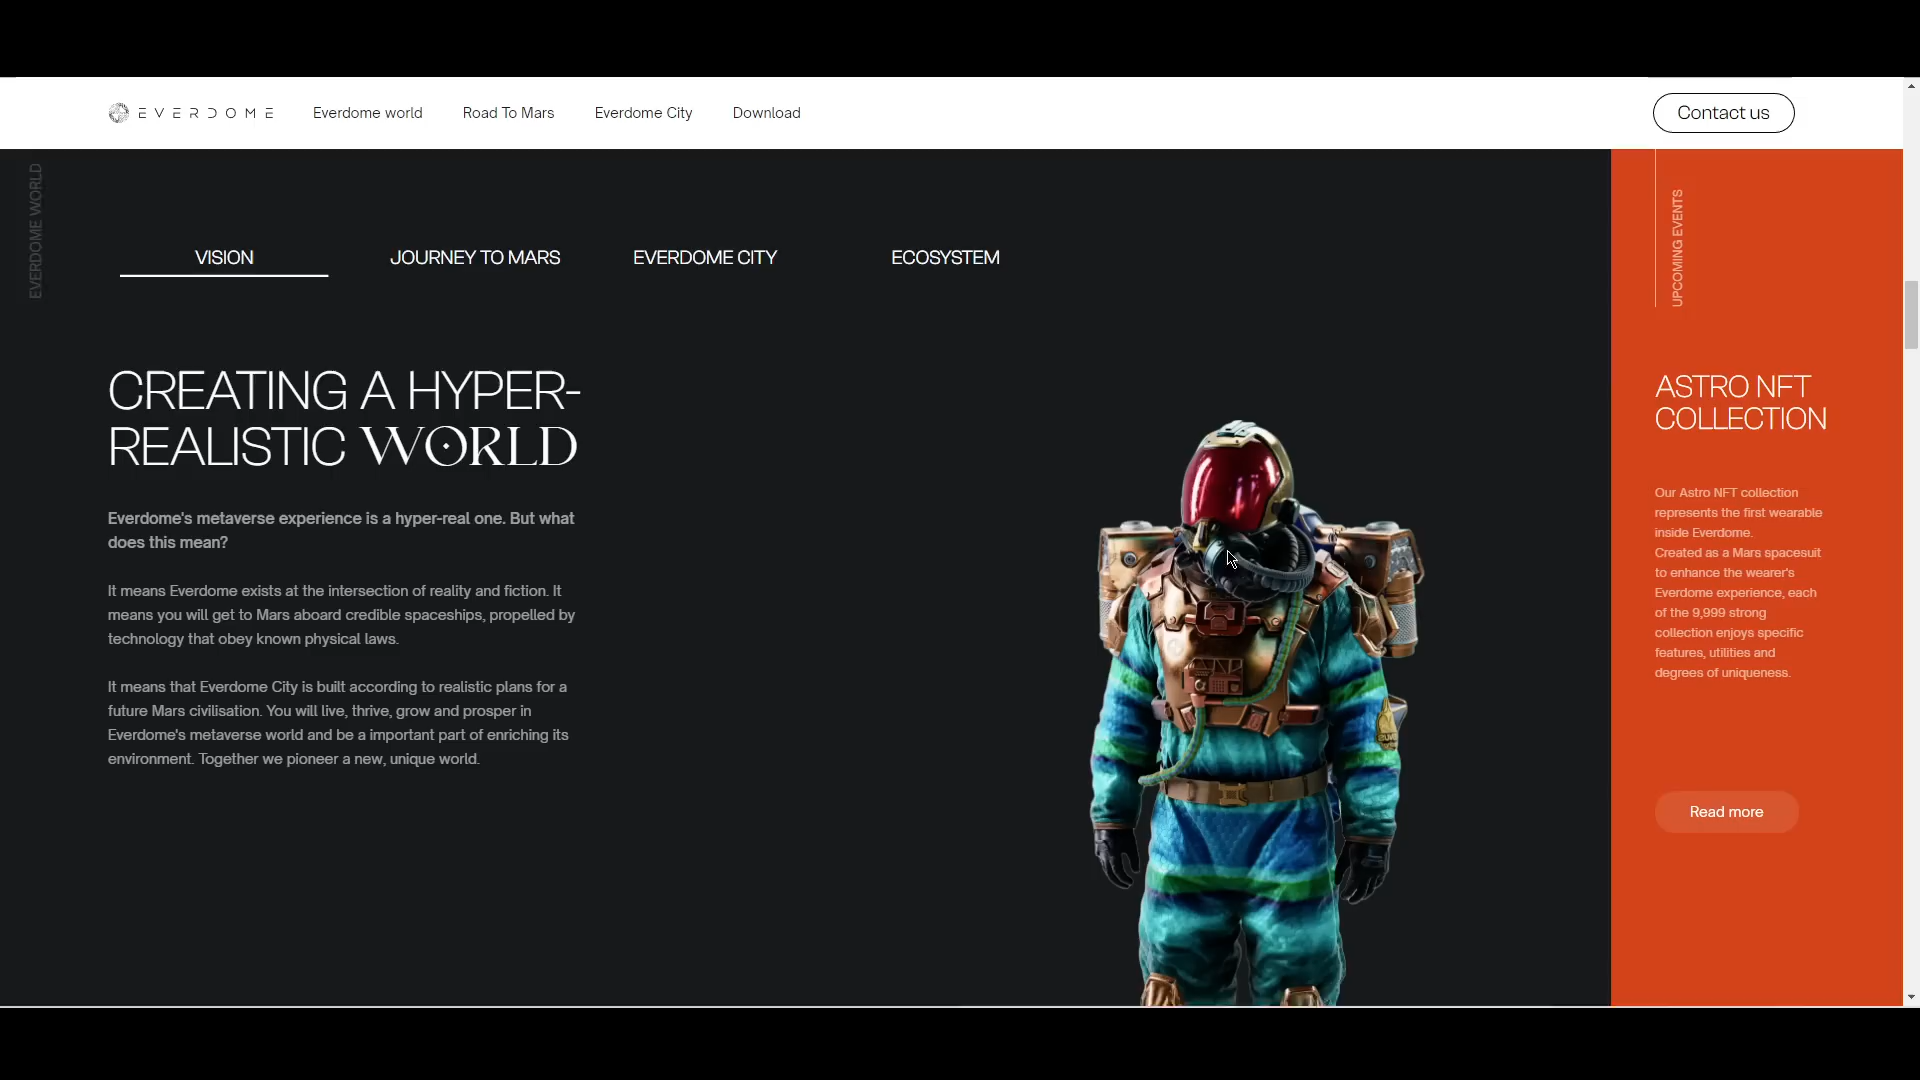 EVERDOME
Everdome world
Road To Mars
Everdome City
Download
Contact us
EVERDOME WORLD
VISION
JOURNEY TO MARS
EVERDOME CITY
ECOSYSTEM
CREATING A HYPER-
REALISTIC WORLD
Everdome's metaverse experience is a hyper-real one. But what
does this mean?
It means Everdome exists at the intersection of reality and fiction. It
means you will get to Mars aboard credible spaceships, propelled by
technology that obey known physical laws.
It means that Everdome City is built according to realistic plans for a
future Mars civilisation. You will live, thrive, grow and prosper in
Everdome's metaverse world and be a important part of enriching its
environment. Together we pioneer a new, unique world.
UPCOMING EVENTS
ASTRO NFT
COLLECTION
Our Astro NFT collection
represents the first wearable
inside Everdome.
Created as a Mars spacesuit
to enhance the wearer's
Everdome experience, each
of the 9,999 strong
collection enjoys specific
features, utilities and
degrees of uniqueness.
Read more